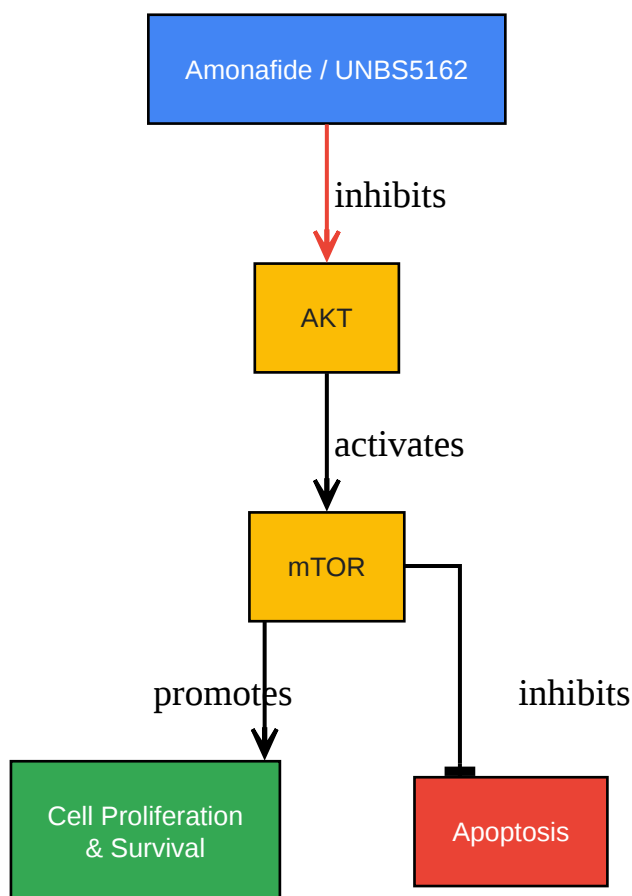 Amonafide / UNBS5162
inhibits
AKT
activates
mTOR
promotes
inhibits
Cell Proliferation
& Survival
Apoptosis